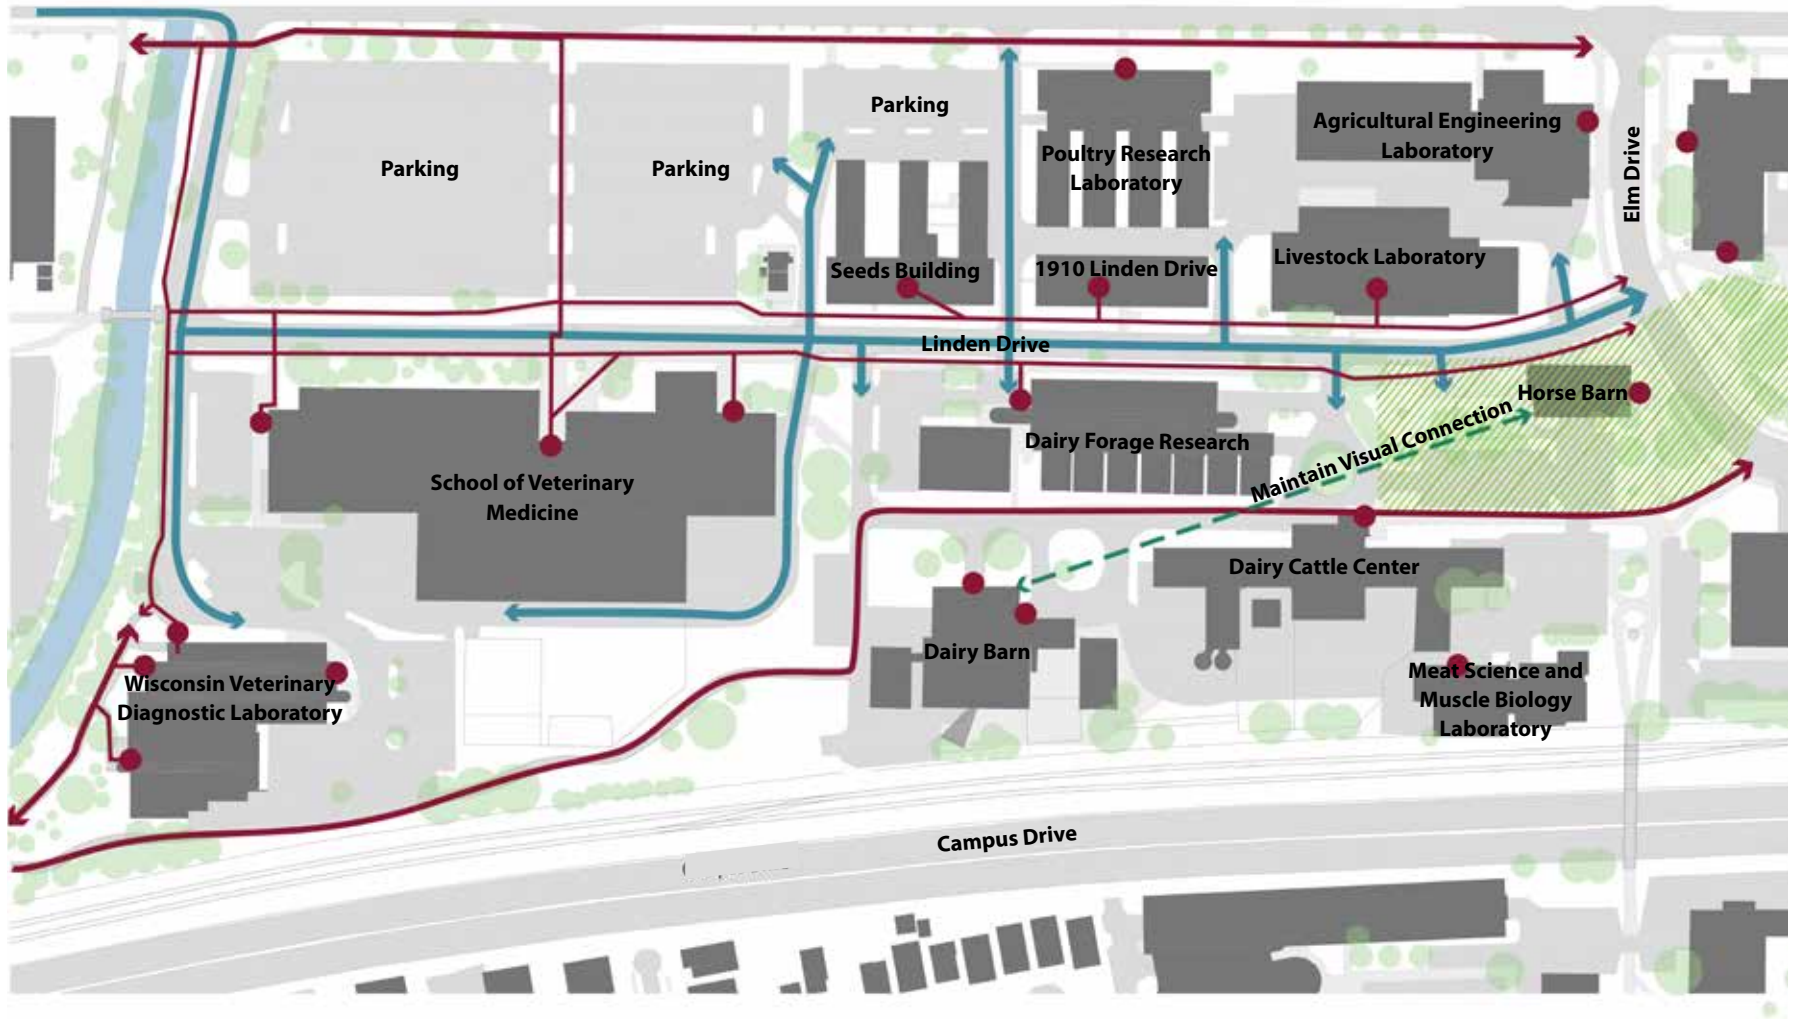 Parking
Parking
Parking
Poultry Research
Laboratory
Agricultural Engineering
Laboratory
Elm Drive
Seeds Building
1910 Linden Drive
Livestock Laboratory
Linden Drive
Horse Barn
Dairy Forage Research
Maintain Visual Connection
School of Veterinary
Medicine
Dairy Cattle Center
Dairy Barn
Meat Science and
Muscle Biology
Laboratory
Wisconsin Veterinary
Diagnostic Laboratory
Campus Drive